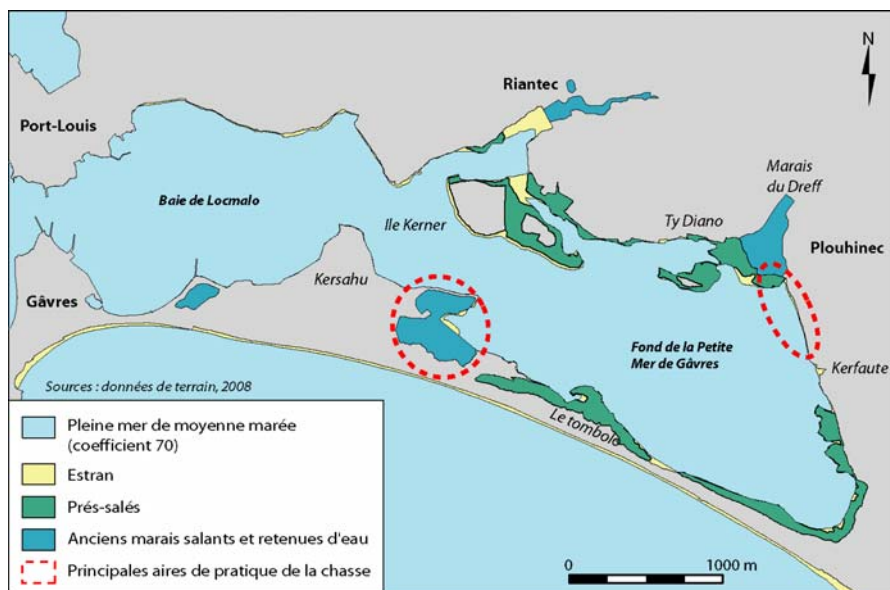 N
Riantec
Port-Louis
Marais
du Dreff
Baie de Locmalo
Ile Kerner
Ty Diano
Plouhinec
Kersahu
Gâvres
Fond de la Petite
Mer de Gâvres
Kerfaute
Sources : données de terrain, 2008
Le tombolo
Pleine mer de moyenne marée
(coefficient 70)
Estran
Prés-salés
Anciens marais salants et retenues d'eau
Principales aires de pratique de la chasse
0 1000 m